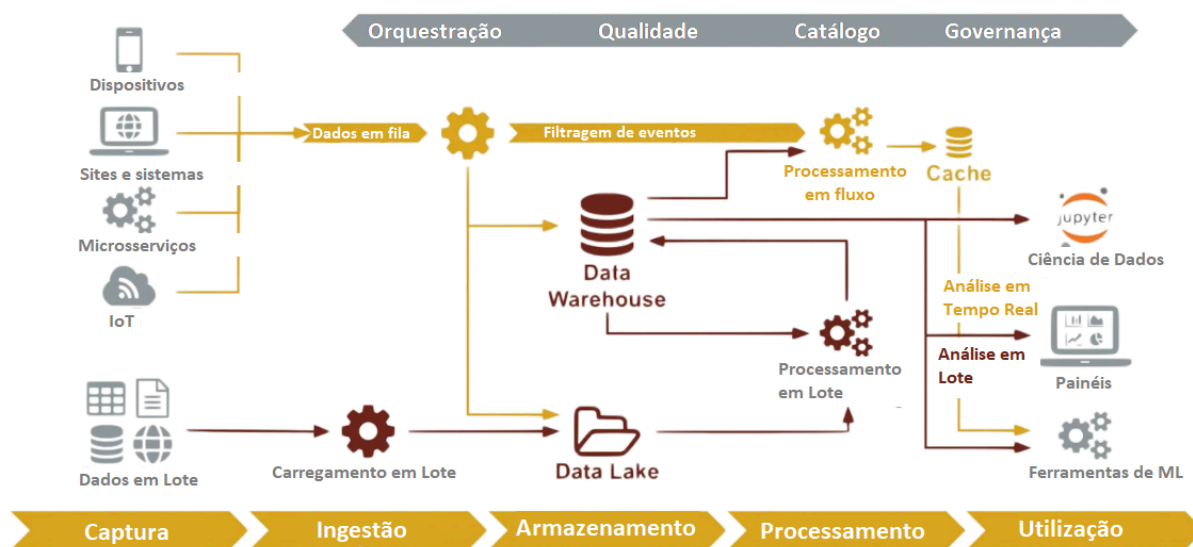 Orquestração Qualidade Catálogo Governança
Dispositivos
Dados em fila
Filtragem de eventos
Sites e sistemas
Processamento
em fluxo
Cache
Microsserviços
IoT
Data
Warehouse
jupyter
Ciência de Dados
Análise em
Tempo Real
Análise em
Lote
Processamento
em Lote
Painéis
Dados em Lote
Carregamento em Lote
Data Lake
Ferramentas de ML
Captura Ingestão Armazenamento Processamento Utilização